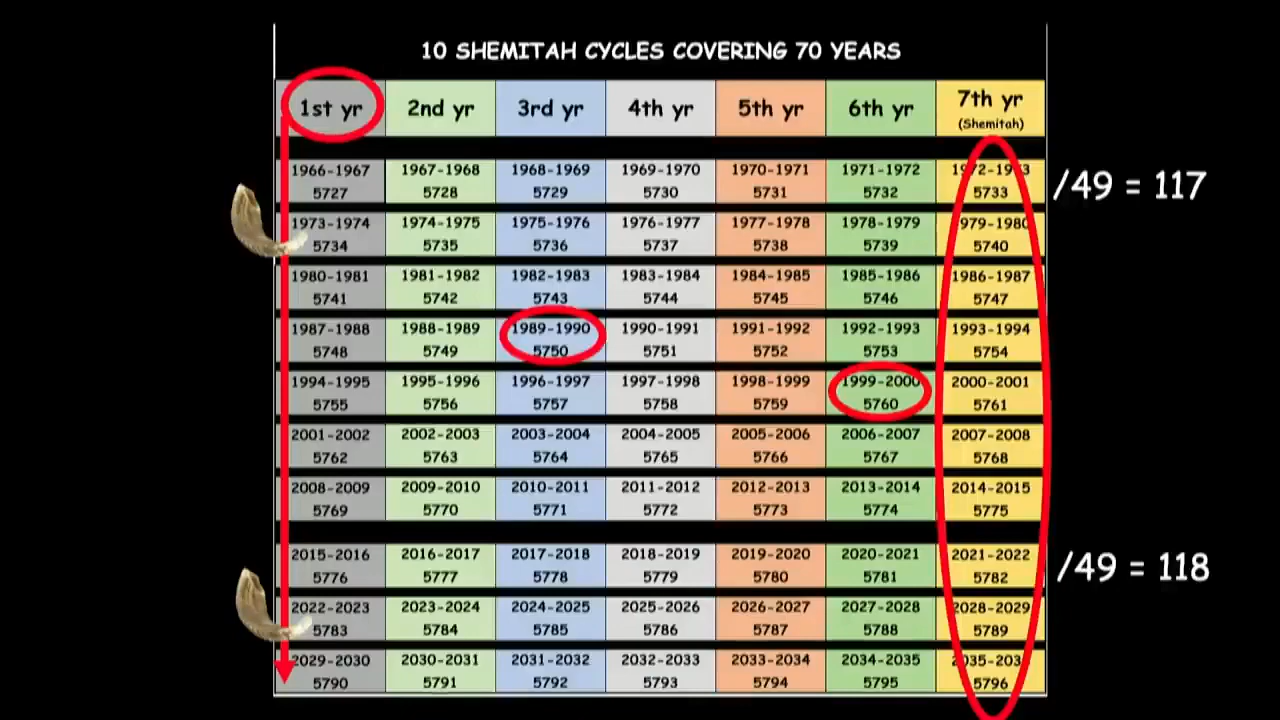 10 SHEMITAH CYCLES COVERING 70 YEARS
1st yr 2nd yr 3rd yr 4th yr 5th yr 6th yr 7th yr
(Shemitah)
1966-1967 1967-1968 1968-1969 1969-1970 1970-1971 1971-1972 1972-1973
5727 5728 5729 5730 5731 5732 5733
/49 = 117
1973-1974 1974-1975 1975-1976 1976-1977 1977-1978 1978-1979 1979-1980
5734 5735 5736 5737 5738 5739 5740
1980-1981 1981-1982 1982-1983 1983-1984 1984-1985 1985-1986 1986-1987
5741 5742 5743 5744 5745 5746 5747
1987-1988 1988-1989 1989-1990 1990-1991 1991-1992 1992-1993 1993-1994
5748 5749 5750 5751 5752 5753 5754
1994-1995 1995-1996 1996-1997 1997-1998 1998-1999 1999-2000 2000-2001
5755 5756 5757 5758 5759 5760 5761
2001-2002 2002-2003 2003-2004 2004-2005 2005-2006 2006-2007 2007-2008
5762 5763 5764 5765 5766 5767 5768
2008-2009 2009-2010 2010-2011 2011-2012 2012-2013 2013-2014 2014-2015
5769 5770 5771 5772 5773 5774 5775
2015-2016 2016-2017 2017-2018 2018-2019 2019-2020 2020-2021 2021-2022
5776 5777 5778 5779 5780 5781 5782
/49 = 118
2022-2023 2023-2024 2024-2025 2025-2026 2026-2027 2027-2028 2028-2029
5783 5784 5785 5786 5787 5788 5789
2029-2030 2030-2031 2031-2032 2032-2033 2033-2034 2034-2035 2035-2036
5790 5791 5792 5793 5794 5795 5796